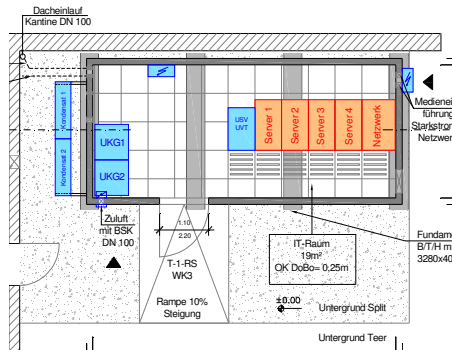 Dacheinlauf
Kantine DN 100
Kondensat 1
Kondensat 2
UKG1
UKG2
USV
UVT
Server 1
Server 2
Server 3
Server 4
Netzwerk
Medienei
führung
Starkstrom
Netzwer
Zuluft
mit BSK
DN 100
1.10
2.20
T-1-RS
WK3
Rampe 10%
Steigung
IT-Raum
19m²
OK DoBo= 0,25m
Fundame
B/T/H m
3280x40
±0.00
Untergrund Split
Untergrund Teer